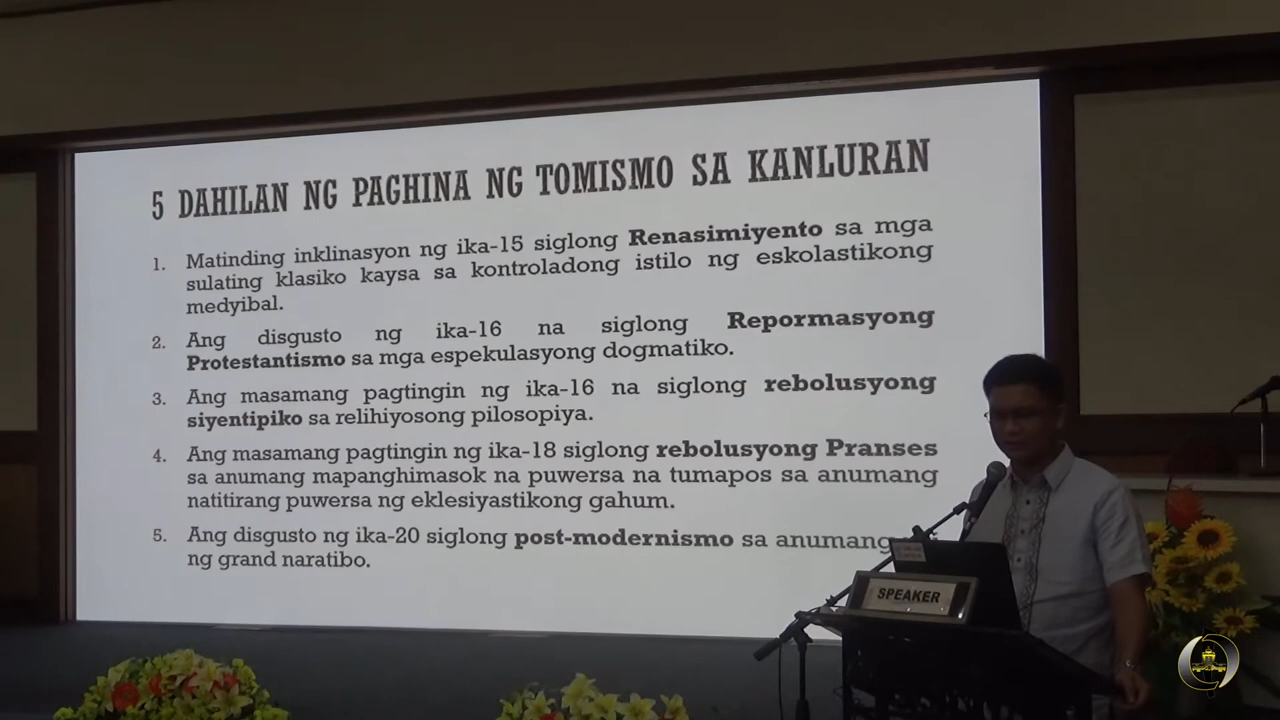 5 DAHILAN NG PAGHINA NG TOMISMO SA KANLURAN
1. Matinding inklinasyon ng ika-15 siglong Renasimiyento sa mga
sulating klasiko kaysa sa kontroladong istilo ng eskolastikong
medyibal.
2. Ang disgusto ng ika-16 na siglong Repormasyong
Protestantismo sa mga espekulasyong dogmatiko.
3. Ang masamang pagtingin ng ika-16 na siglong rebolusyong
siyentipiko sa relihiyosong pilosopiya.
4. Ang masamang pagtingin ng ika-18 siglong rebolusyong Pranses
sa anumang mapanghimasok na puwersa na tumapos sa anumang
natitirang puwersa ng eklesiyastikong gahum.
5. Ang disgusto ng ika-20 siglong post-modernismo sa anumang
ng grand naratibo.
SPEAKER